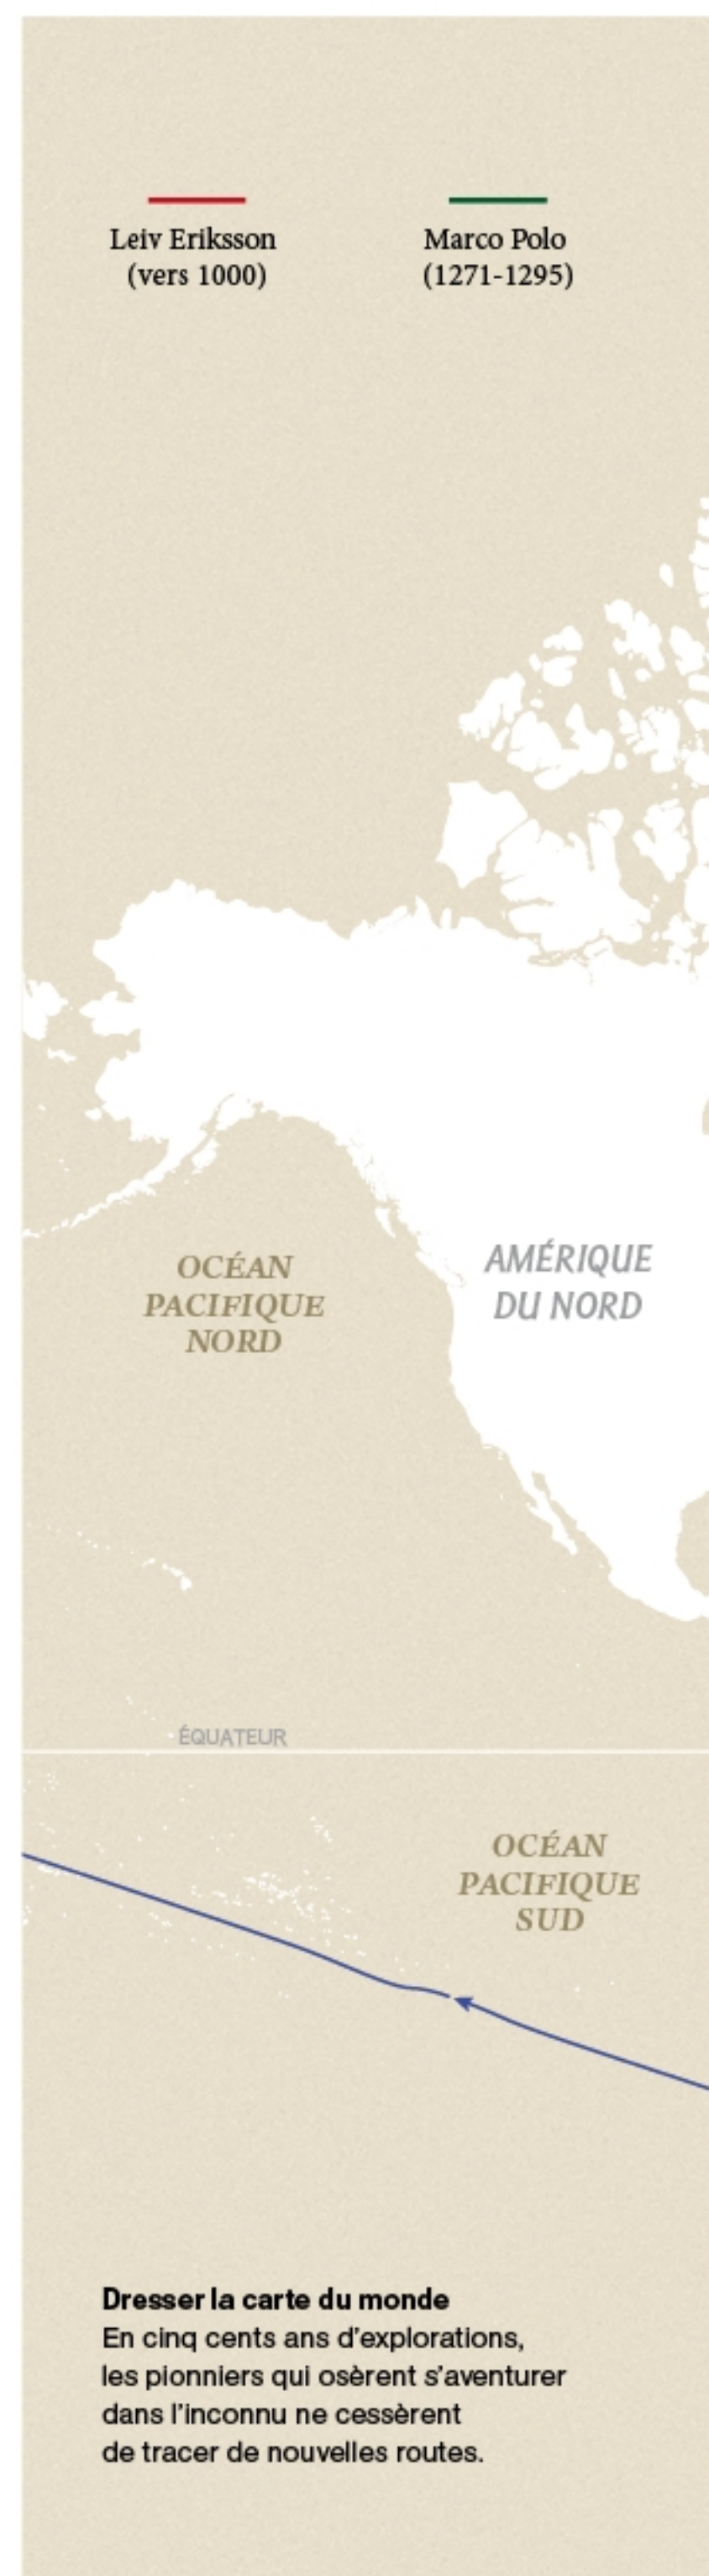 Leiv Eriksson
(vers 1000)
Marco Polo
(1271-1295)
OCÉAN
PACIFIQUE
NORD
AMÉRIQUE
DU NORD
ÉQUATEUR
OCÉAN
PACIFIQUE
SUD
Dresser la carte du monde
En cinq cents ans d’explorations,
les pionniers qui osèrent s’aventurer
dans l’inconnu ne cessèrent
de tracer de nouvelles routes.